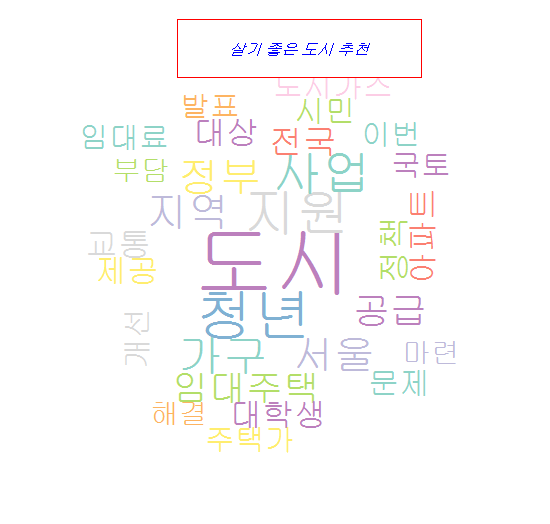 살기 좋은 도시 추천
도시가스
발표
시민
임대료
대상
전국
이번
부담
정부
사업
국토
지역
지원
아파트
교통
도시
정책
제공
청년
공급
개선
가구
서울
마련
임대주택
문제
해결
대학생
주택가